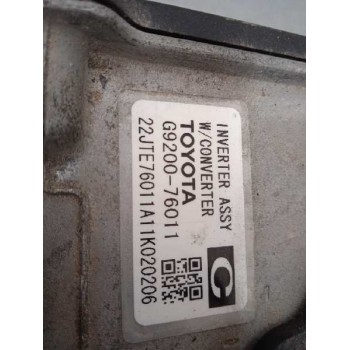 INVERTER ASSY
W/CONVERTER
TOYOTA
G9200-76011
22JTE76011A11K020206
C